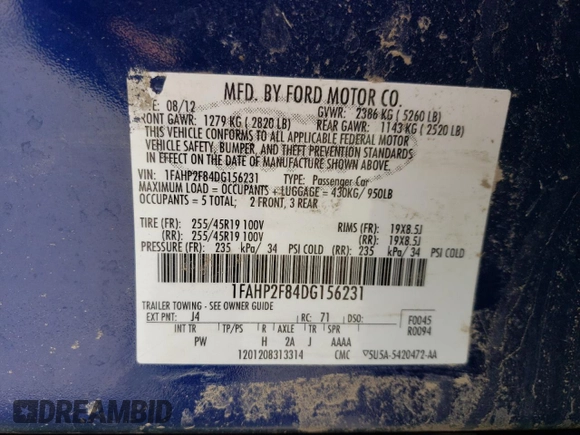 MFD. BY FORD MOTOR CO.
08/12 GVWR: 2386 KG ( 5260 LB)
FRONT GAWR: 1279 KG ( 2820 LB) REAR GAWR: 1143 KG ( 2520 LB)
THIS VEHICLE CONFORMS TO ALL APPLICABLE FEDERAL MOTOR
VEHICLE SAFETY, BUMPER, AND THEFT PREVENTION STANDARDS
IN EFFECT ON THE DATE OF MANUFACTURE SHOWN ABOVE.
VIN: 1FAHP2F84DG156231 TYPE: Passenger Car
MAXIMUM LOAD = OCCUPANTS + LUGGAGE = 430KG/ 950LB
OCCUPANTS = 5 TOTAL; 2 FRONT, 3 REAR
TIRE (FR): 255/45R19 100V RIMS (FR): 19X8.5J
(RR): 255/45R19 100V (RR): 19X8.5J
PRESSURE (FR): 235 kPa/ 34 PSI COLD (RR): 235 kPa/ 34 PSI COLD
1FAHP2F84DG156231
TRAILER TOWING - SEE OWNER GUIDE
EXT PNT: J4 RC: 71 DSO: F0045
INT TR TP/PS R AXLE TR SPR R0094
PW H 2A J AAAA
1201208313314 CMC 5U5A-5420472-AA
DREAMBID